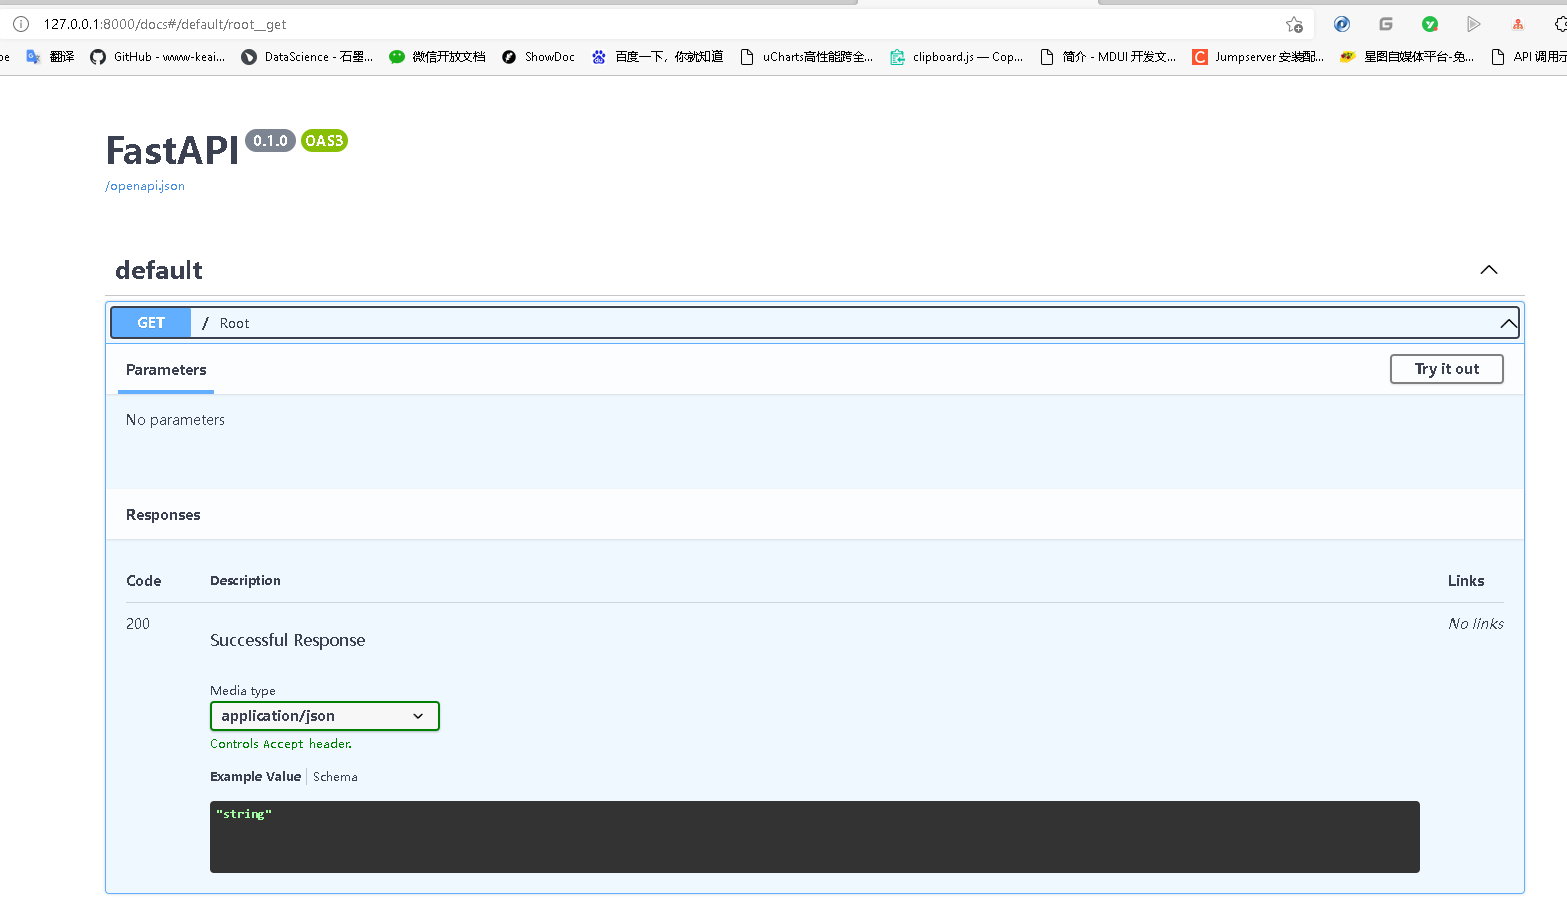 127.0.0.1:8000/docs#/default/root__get
pe 翻译 GitHub - www-keai... DataScience - 石墨... 微信开放文档 ShowDoc 百度一下，你就知道 uCharts高性能跨全... clipboard.js — Cop... 简介 - MDUI 开发文... Jumpserver 安装配... 星图自媒体平台-免... API 调用示
FastAPI 0.1.0 OAS3
/openapi.json
default
GET / Root
Parameters Try it out
No parameters
Responses
Code Description Links
200 No links
Successful Response
Media type
application/json
Controls Accept header.
Example Value Schema
"string"